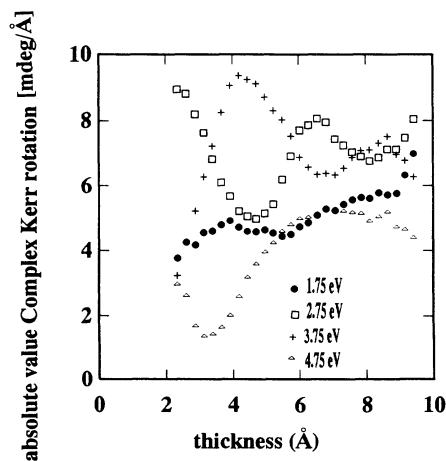 absolute value Complex Kerr rotation [mdeg/Å]
10
8
6
4
2
0
1.75 eV
2.75 eV
3.75 eV
4.75 eV
0 2 4 6 8 10
thickness (Å)